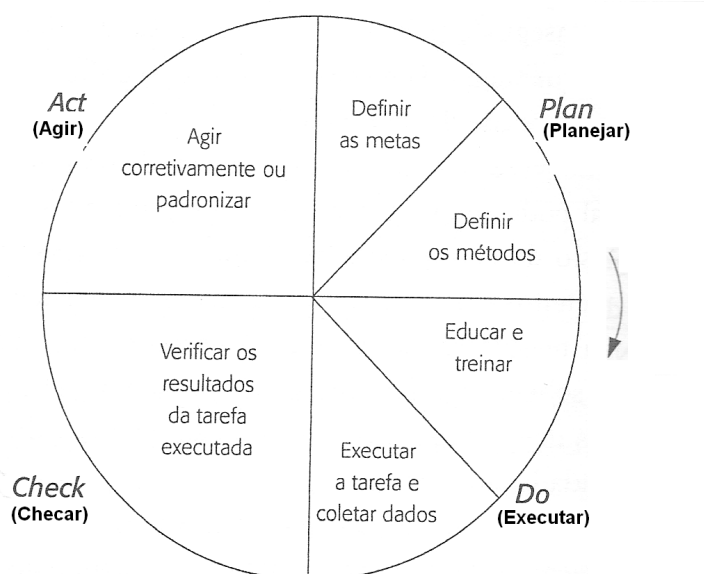 Act
(Agir)
Agir
corretivamente ou
padronizar
Definir
as metas
Plan
(Planejar)
Definir
os métodos
Educar e
treinar
Executar
a tarefa e
coletar dados
Do
(Executar)
Verificar os
resultados
da tarefa
executada
Check
(Checar)